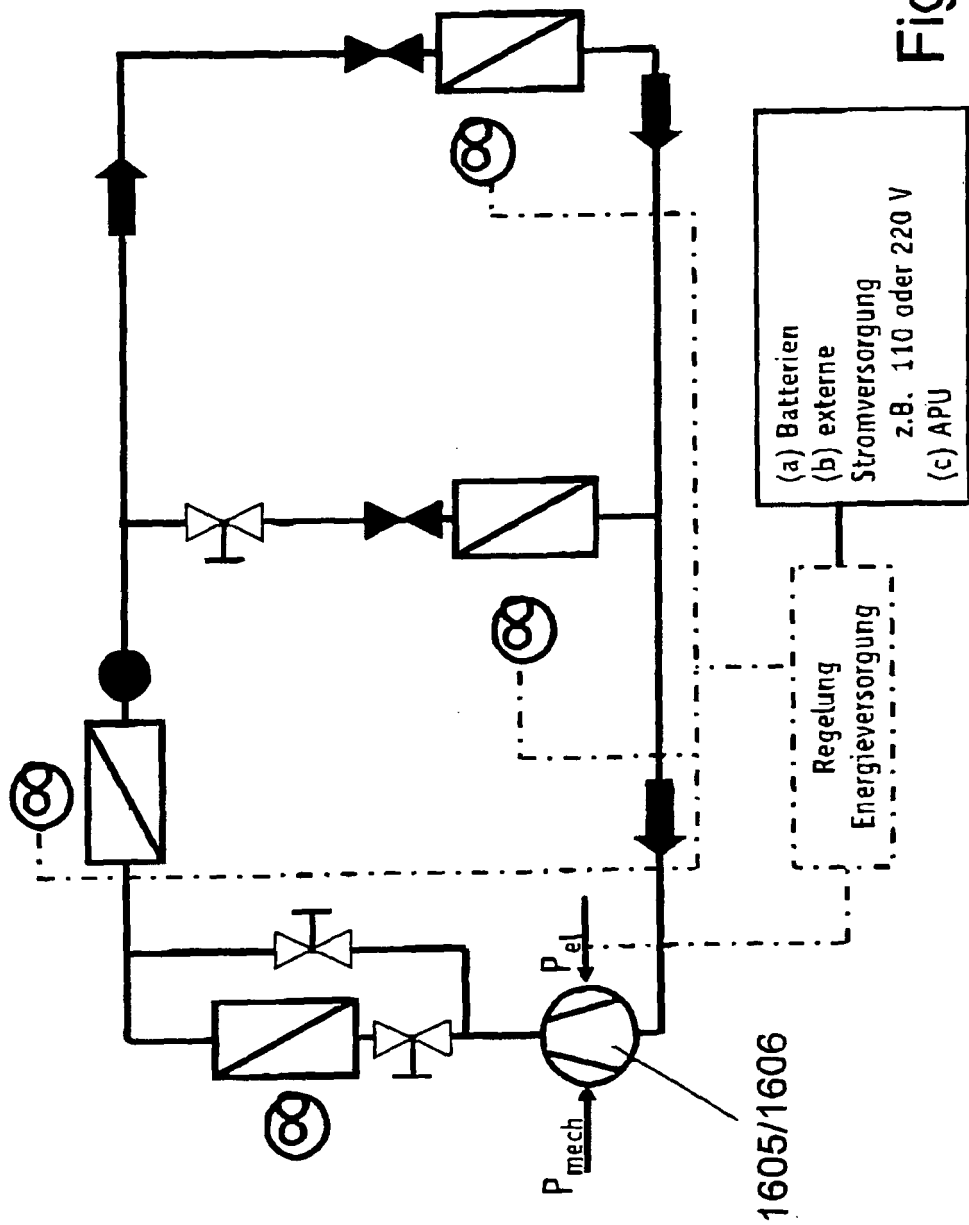 Fig
(a) Batterien
(b) externe
Stromversorgung
z.B. 110 oder 220 V
(c) APU
Regelung
Energieversorgung
P el
P mech
1605/1606